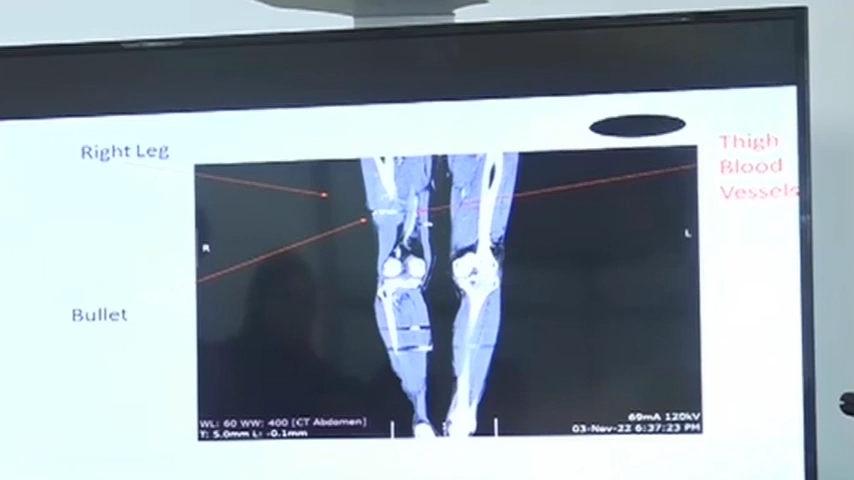 Right Leg
Thigh
Blood
Vessels
R
L
Bullet
WL: 60 WW: 400 [CT Abdomen]
T: 5.0mm L: -0.1mm
69mA 120kV
03-Nov-22 6:37:23 PM